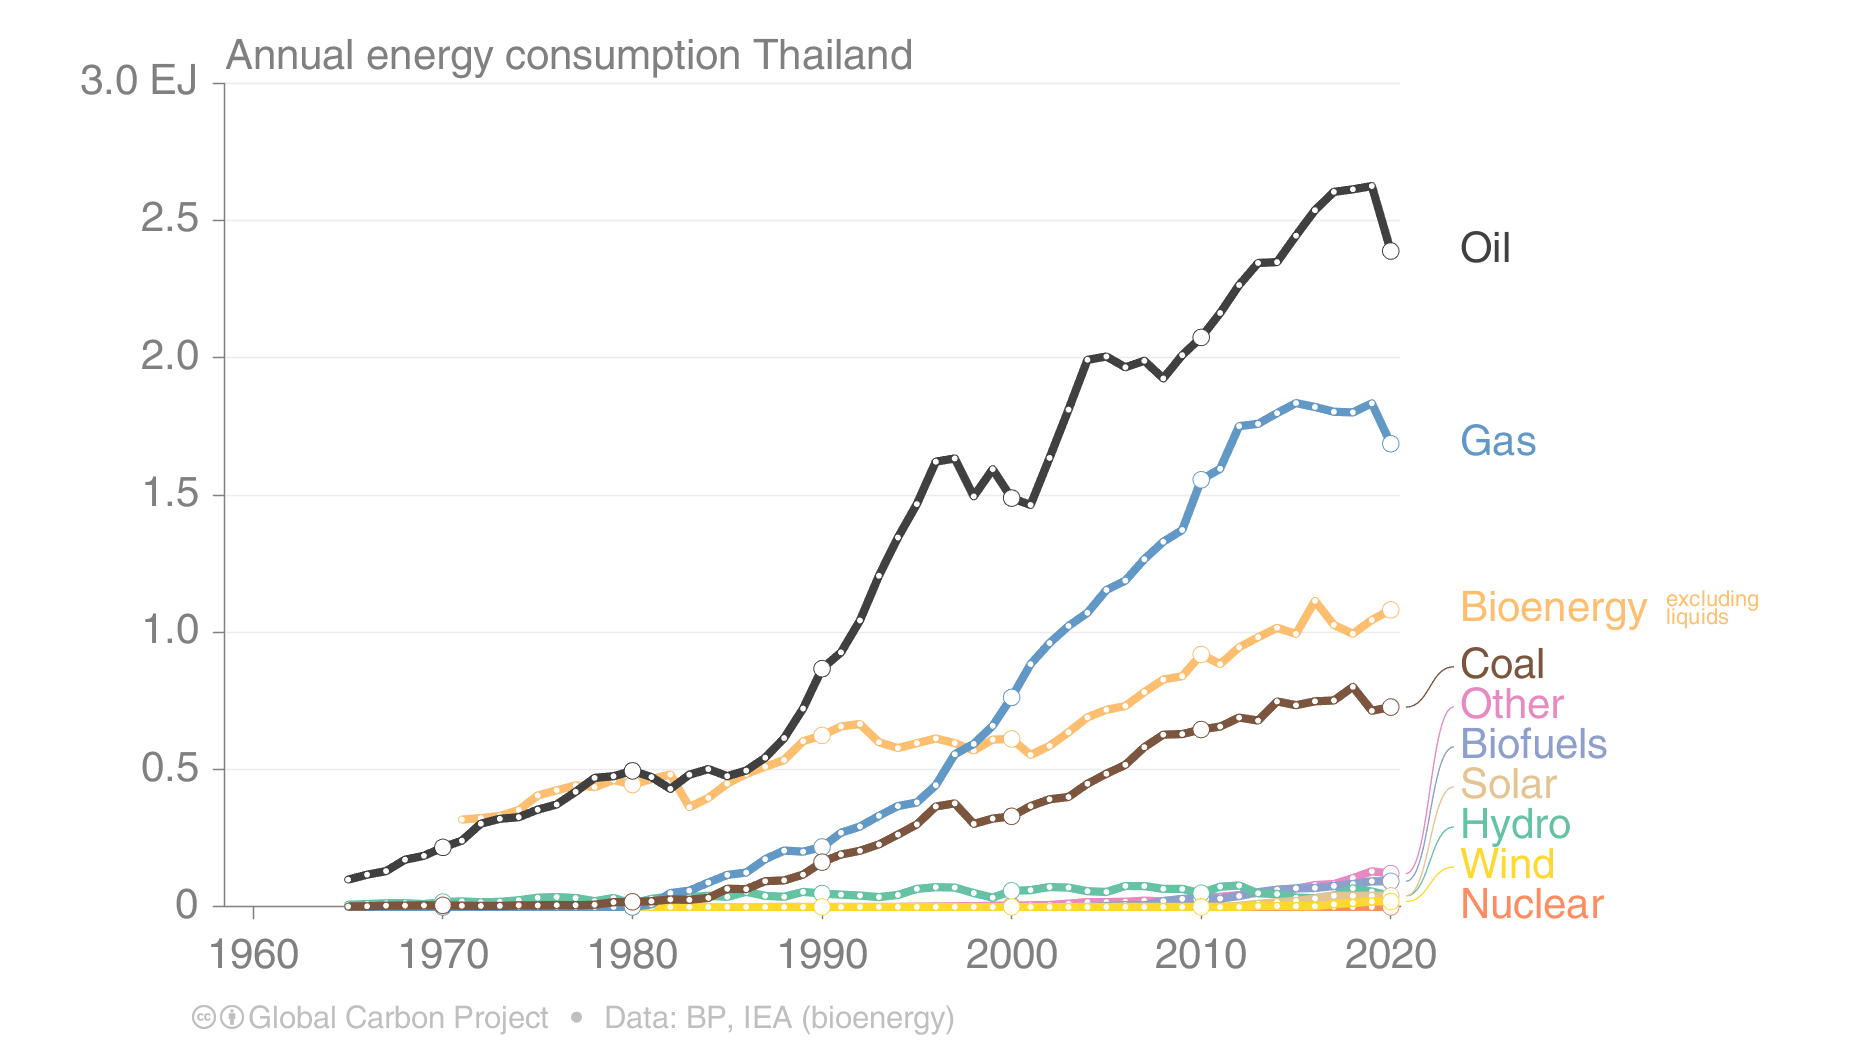 Annual energy consumption Thailand
3.0 EJ
2.5
2.0
1.5
1.0
0.5
0
1960 1970 1980 1990 2000 2010 2020
Oil
Gas
Bioenergy excluding liquids
Coal
Other
Biofuels
Solar
Hydro
Wind
Nuclear
cc Global Carbon Project • Data: BP, IEA (bioenergy)